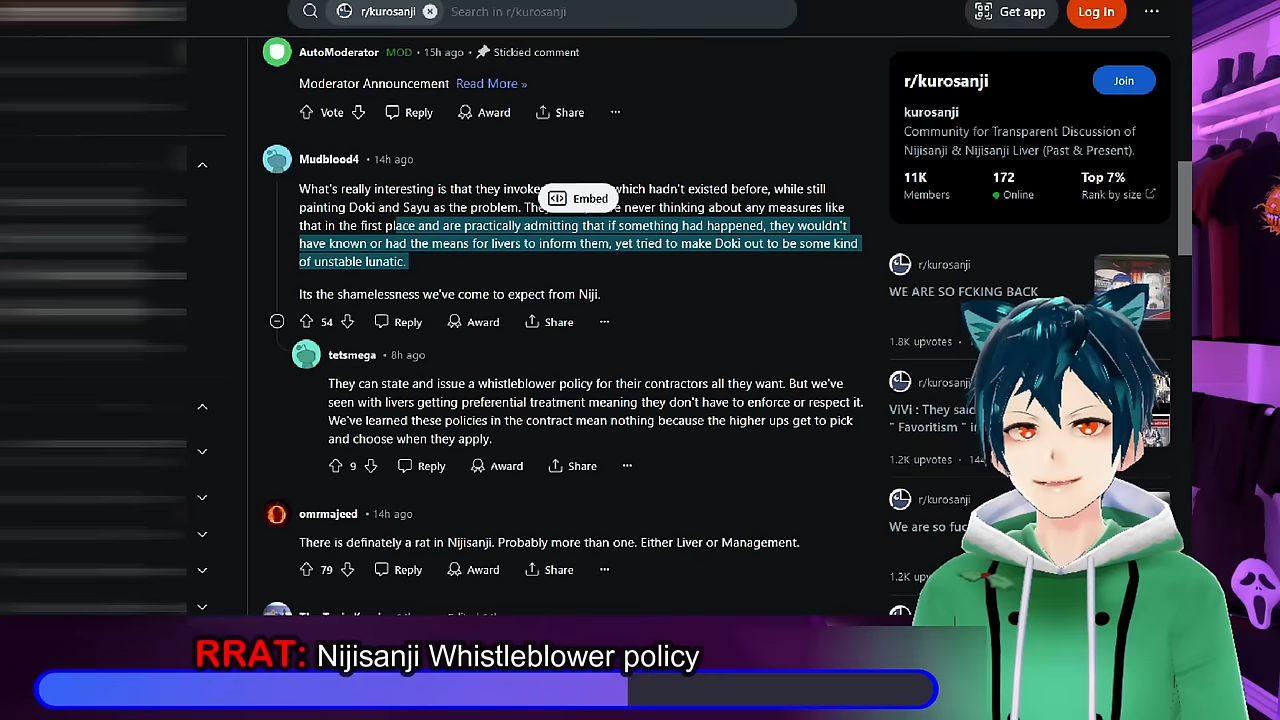 r/kurosanji
Search in r/kurosanji
Get app
Log In
AutoModerator MOD • 15h ago • Stickied comment
Moderator Announcement Read More »
Vote Reply Award Share
Mudblood4 • 14h ago
What's really interesting is that they invoke which hadn't existed before, while still
Embed
painting Doki and Sayu as the problem. never thinking about any measures like
that in the first place and are practically admitting that if something had happened, they wouldn't
have known or had the means for livers to inform them, yet tried to make Doki out to be some kind
of unstable lunatic.
Its the shamelessness we've come to expect from Niji.
54 Reply Award Share
tetsmega • 8h ago
They can state and issue a whistleblower policy for their contractors all they want. But we've
seen with livers getting preferential treatment meaning they don't have to enforce or respect it.
We've learned these policies in the contract mean nothing because the higher ups get to pick
and choose when they apply.
9 Reply Award Share
omrmajeed • 14h ago
There is definately a rat in Nijisanji. Probably more than one. Either Liver or Management.
79 Reply Award Share
r/kurosanji
Join
kurosanji
Community for Transparent Discussion of
Nijisanji & Nijisanji Liver (Past & Present).
11K 172 Top 7%
Members Online Rank by size
r/kurosanji
WE ARE SO FCKING BACK
1.8K upvotes •
ViVi : They said
" Favoritism "
1.2K upvotes •
r/kurosanji
We are so
RRAT: Nijisanji Whistleblower policy